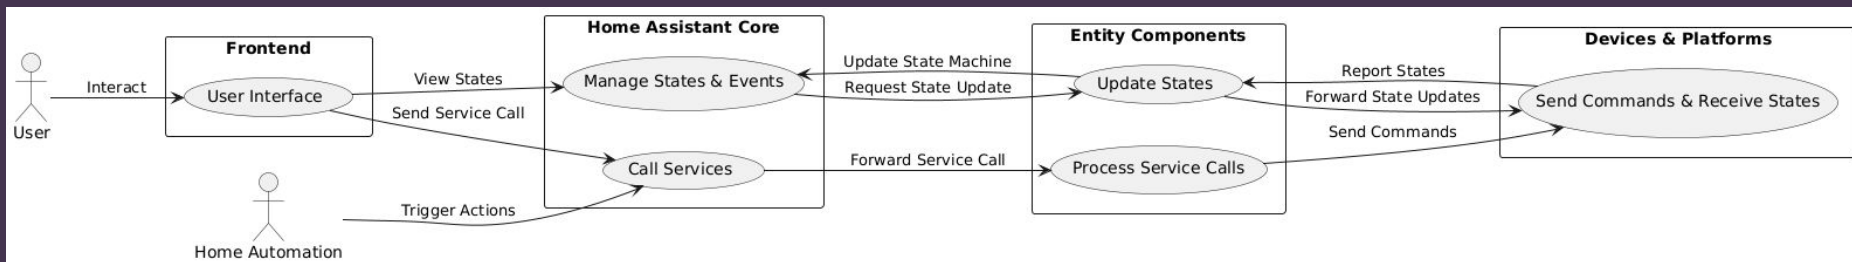 Frontend
Home Assistant Core
Entity Components
Devices & Platforms
User
Interact
User Interface
View States
Send Service Call
Manage States & Events
Update State Machine
Request State Update
Update States
Report States
Forward State Updates
Send Commands & Receive States
Send Commands
Call Services
Forward Service Call
Process Service Calls
Trigger Actions
Home Automation